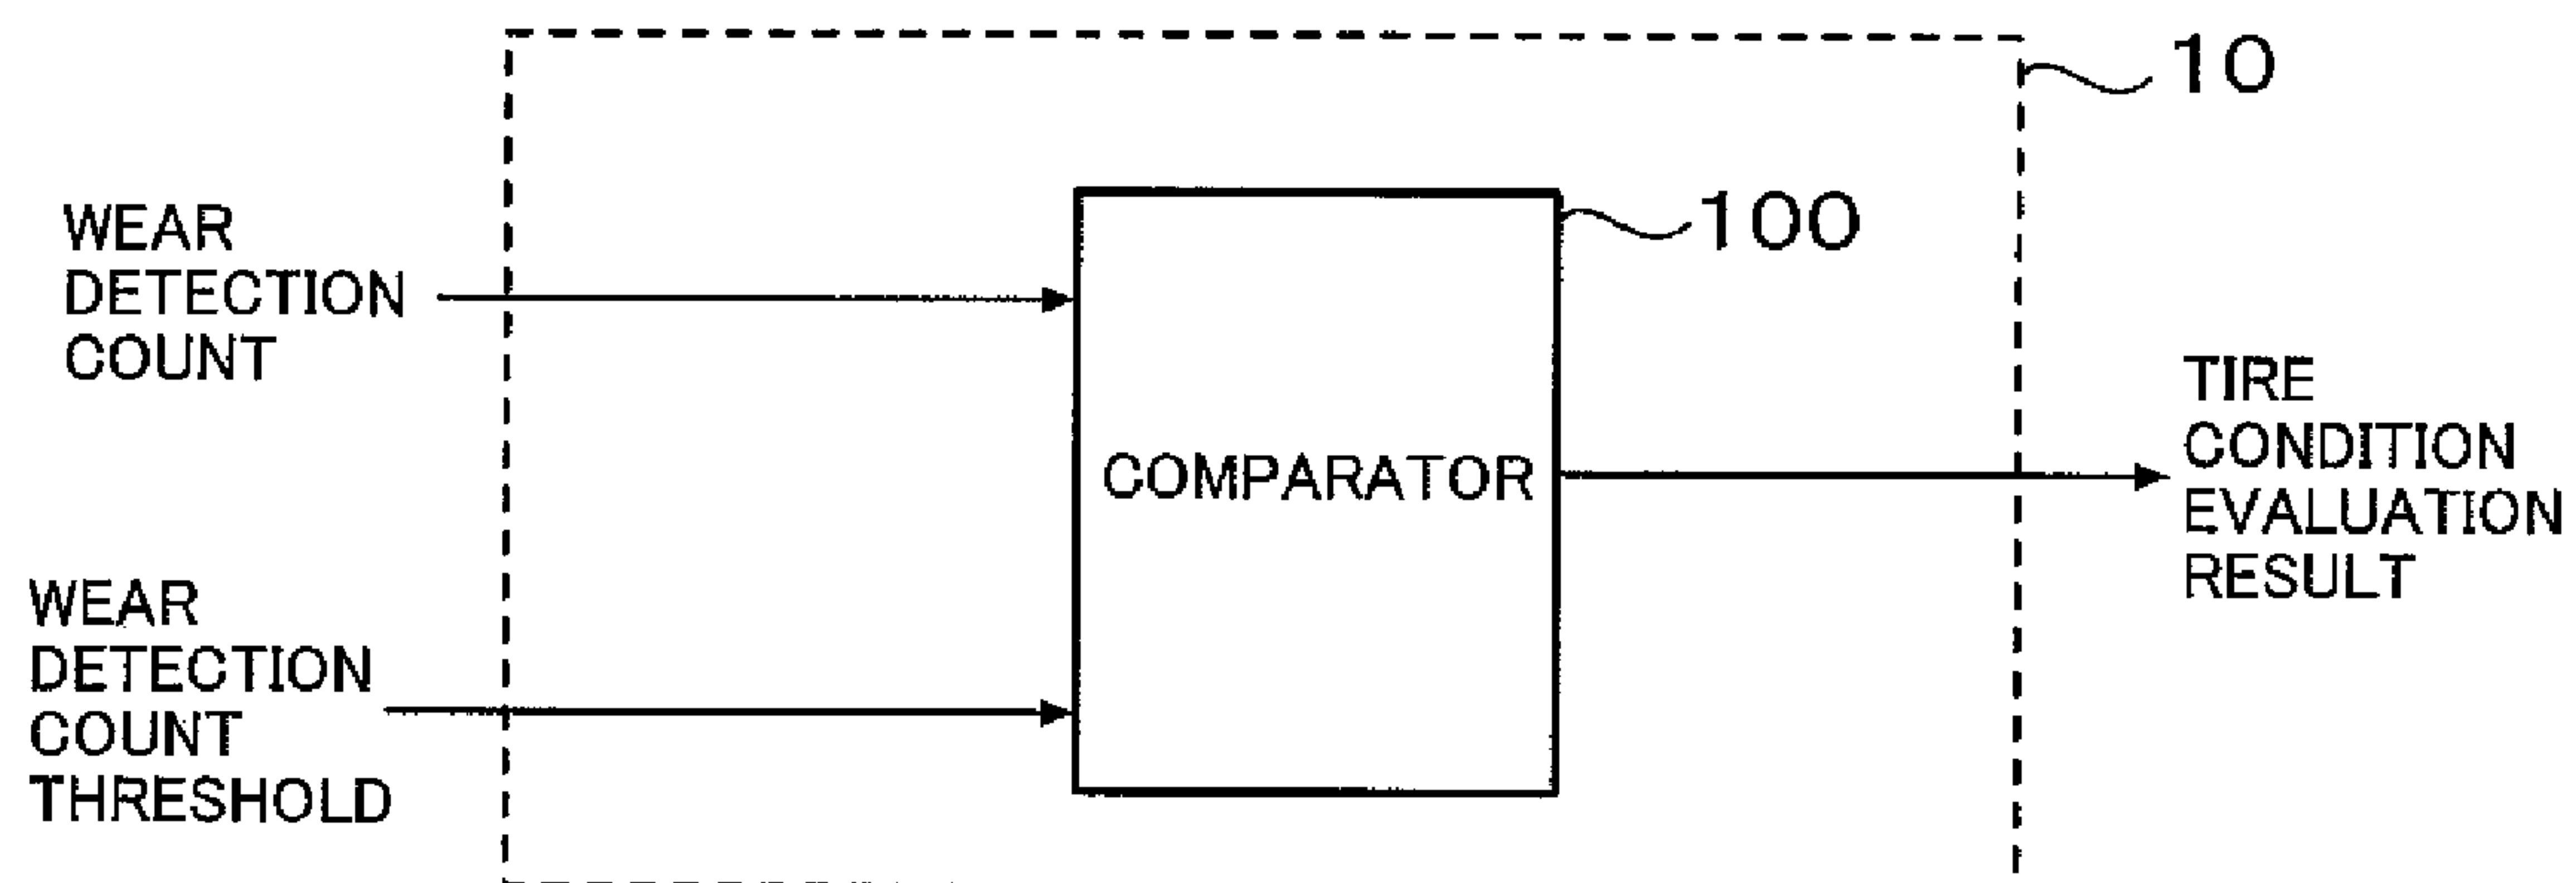 10
100
WEAR
DETECTION
COUNT
COMPARATOR
TIRE
CONDITION
EVALUATION
RESULT
WEAR
DETECTION
COUNT
THRESHOLD